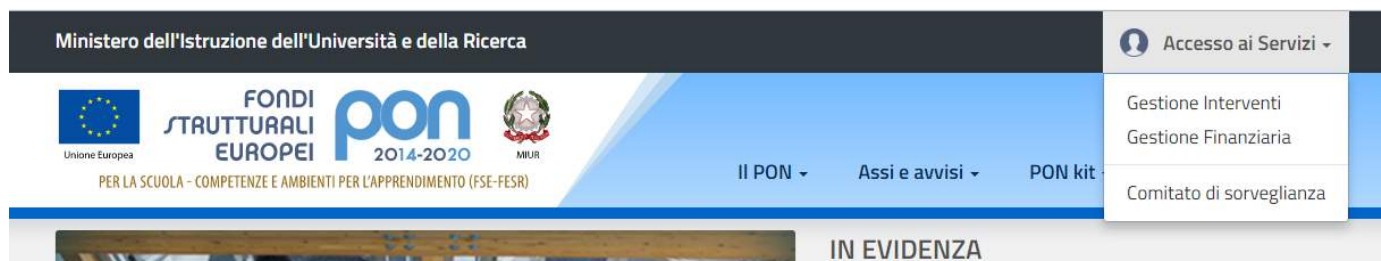 Ministero dell'Istruzione dell'Università e della Ricerca
Accesso ai Servizi
Gestione Interventi
Gestione Finanziaria
Comitato di sorveglianza
Unione Europea
FONDI
STRUTTURALI
EUROPEI
pon
2014-2020
MIUR
PER LA SCUOLA - COMPETENZE E AMBIENTI PER L'APPRENDIMENTO (FSE-FESR)
Il PON
Assi e avvisi
PON kit
IN EVIDENZA